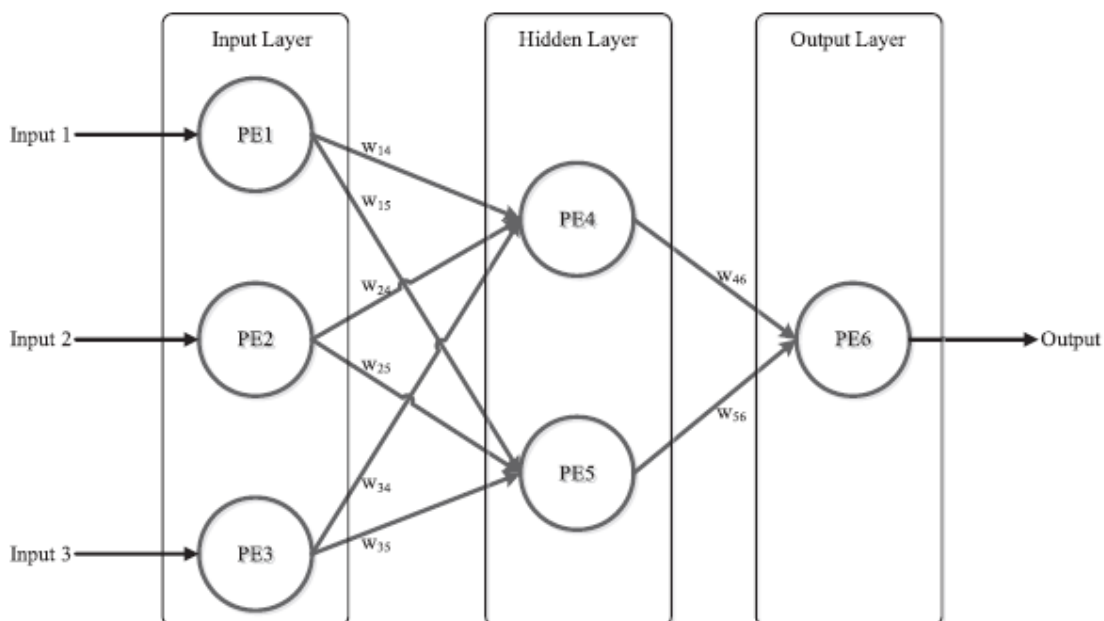 Input Layer
Hidden Layer
Output Layer
Input 1
PE1
w₁₄
w₁₅
PE4
w₂₄
w₄₆
Input 2
PE2
PE6
Output
w₂₅
w₅₆
PE5
w₃₄
w₃₅
Input 3
PE3